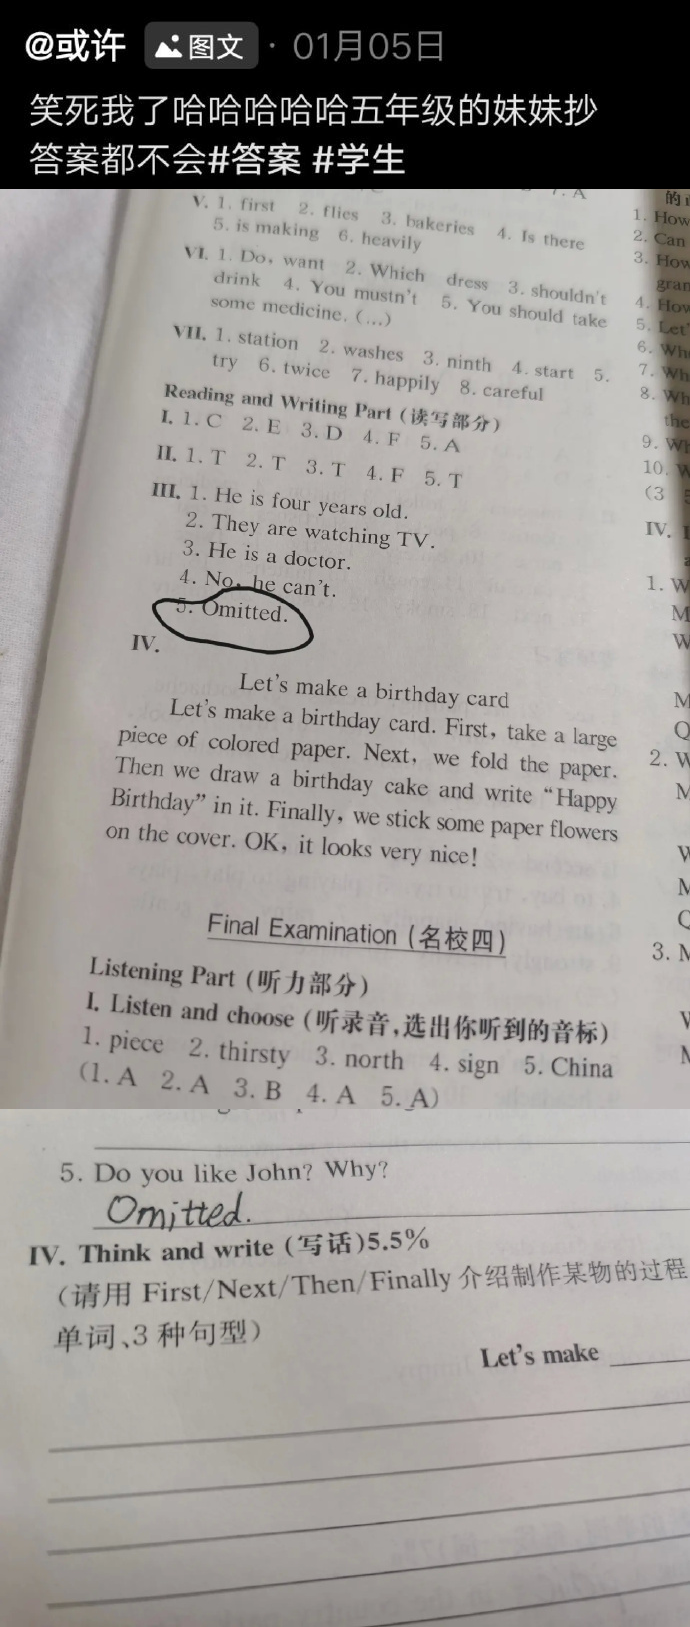 @或许 图文 · 01月05日
笑死我了哈哈哈哈哈五年级的妹妹抄
答案都不会#答案 #学生
7. A
V. 1. first 2. flies 3. bakeries 4. Is there
5. is making 6. heavily
VI. 1. Do, want 2. Which dress 3. shouldn't
drink 4. You mustn't 5. You should take
some medicine. (...)
VII. 1. station 2. washes 3. ninth 4. start 5.
try 6. twice 7. happily 8. careful
Reading and Writing Part (读写部分)
I. 1. C 2. E 3. D 4. F 5. A
II. 1. T 2. T 3. T 4. F 5. T
III. 1. He is four years old.
2. They are watching TV.
3. He is a doctor.
4. No, he can't.
5. Omitted.
IV.
Let's make a birthday card
Let's make a birthday card. First, take a large
piece of colored paper. Next, we fold the paper.
Then we draw a birthday cake and write “Happy
Birthday” in it. Finally, we stick some paper flowers
on the cover. OK, it looks very nice!
Final Examination (名校四)
Listening Part (听力部分)
I. Listen and choose (听录音,选出你听到的音标)
1. piece 2. thirsty 3. north 4. sign 5. China
(1. A 2. A 3. B 4. A 5. A)
1. How
2. Can
3. How
gran
4. How
5. Let'
6. Wh
7. Wh
8. Wh
the
9. W
10. W
(3
IV.
1. W
M
W
M
Q
2. W
M
W
M
Q
3. M
W
M
5. Do you like John? Why?
Omitted.
IV. Think and write (写话)5.5%
(请用 First/Next/Then/Finally 介绍制作某物的过程
单词、3 种句型)
Let's make